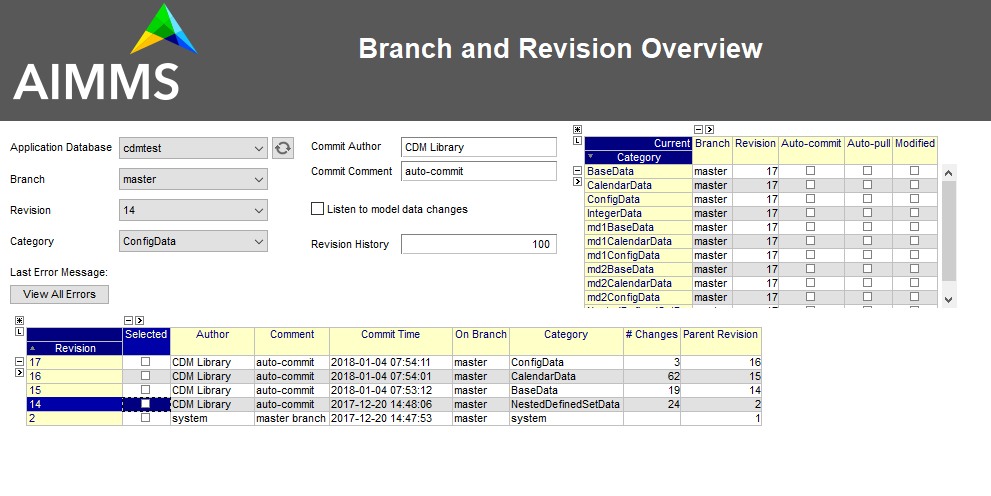 AIMMS
Branch and Revision Overview
Application Database cdmtest
Branch master
Revision 14
Category ConfigData
Last Error Message:
View All Errors
Commit Author CDM Library
Commit Comment auto-commit
Listen to model data changes
Revision History 100
Current Branch Revision Auto-commit Auto-pull Modified
Category
BaseData master 17
CalendarData master 17
ConfigData master 17
IntegerData master 17
md1BaseData master 17
md1CalendarData master 17
md1ConfigData master 17
md2BaseData master 17
md2CalendarData master 17
md2ConfigData master 17
Selected Author Comment Commit Time On Branch Category # Changes Parent Revision
Revision
17 CDM Library auto-commit 2018-01-04 07:54:11 master ConfigData 3 16
16 CDM Library auto-commit 2018-01-04 07:54:01 master CalendarData 62 15
15 CDM Library auto-commit 2018-01-04 07:53:12 master BaseData 19 14
14 CDM Library auto-commit 2017-12-20 14:48:06 master NestedDefinedSetData 24 2
2 system master branch 2017-12-20 14:47:53 master system 1